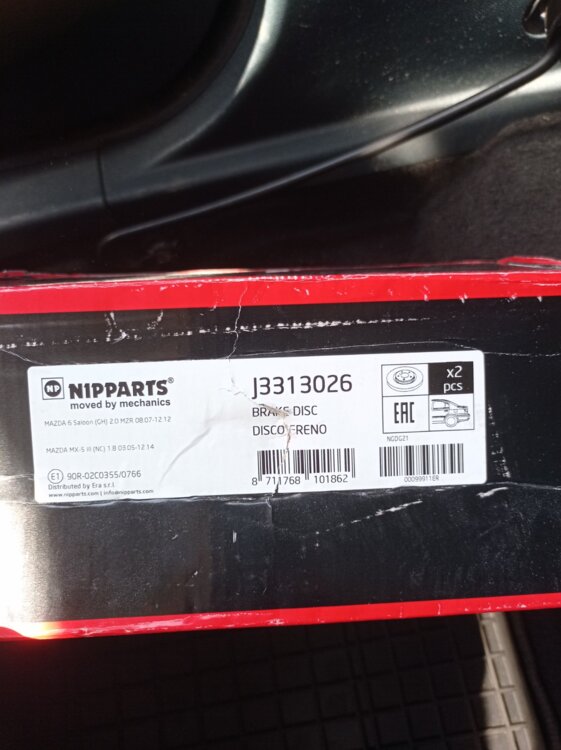 NP NIPPARTS®
moved by mechanics
MAZDA 6 Saloon (GH) 2.0 MZR 08.07-12.12
MAZDA MX-5 III (NC) 1.8 03.05-12.14
E1 90R-02C0355/0766
Distributed by Era s.r.l
www.nipparts.com | info@nipparts.com
J3313026
BRAKE DISC
DISCO FRENO
8 711768 101862
x2
pcs
EAC
NGDG21
000999118R